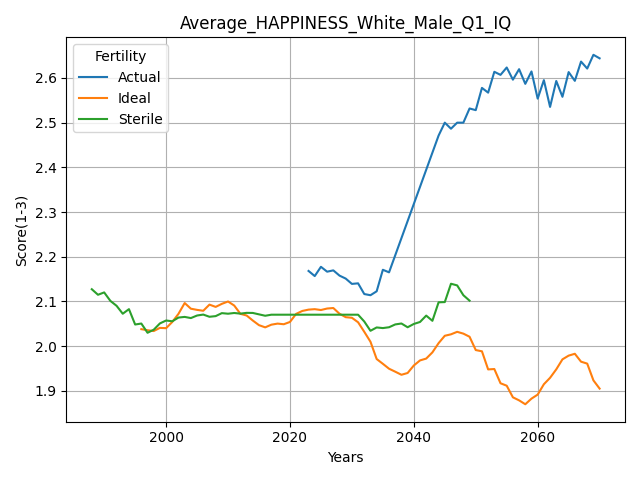 Average_HAPPINESS_White_Male_Q1_IQ
Fertility
Actual
Ideal
Sterile
Score(1-3)
2.6
2.5
2.4
2.3
2.2
2.1
2.0
1.9
2000 2020 2040 2060
Years